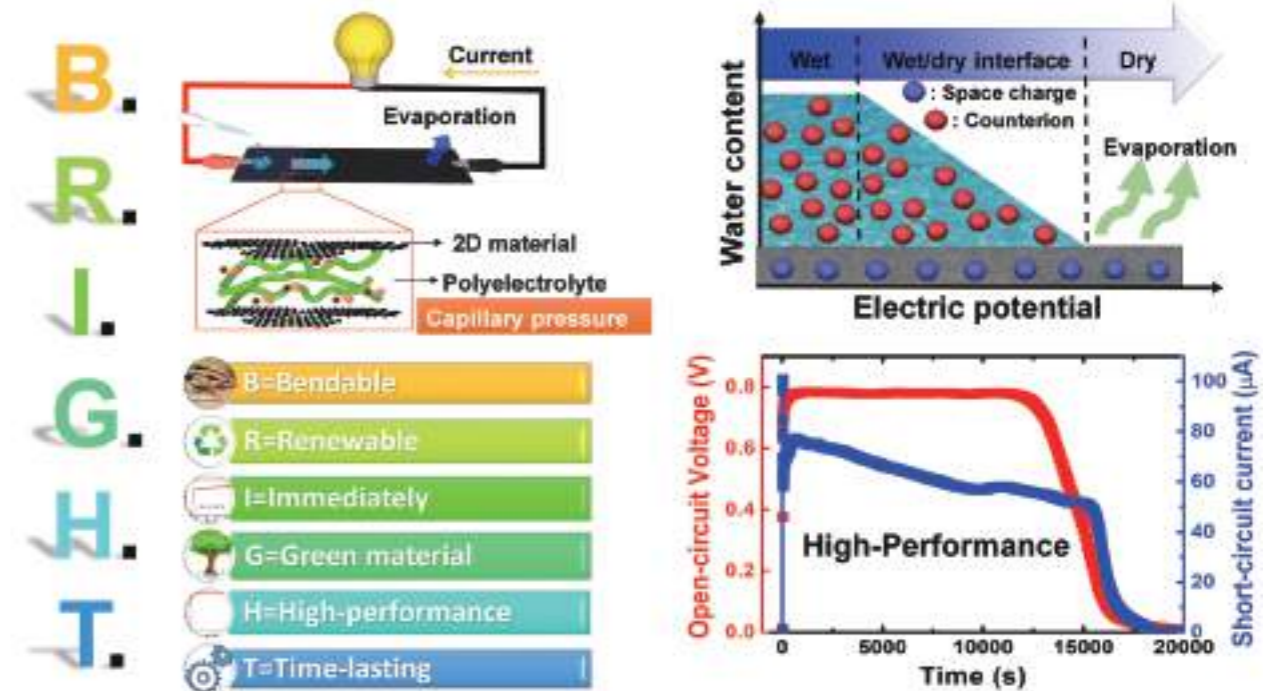 B.
R.
I.
G.
H.
T.
Current
Evaporation
2D material
Polyelectrolyte
Capillary pressure
B=Bendable
R=Renewable
I=Immediately
G=Green material
H=High-performance
T=Time-lasting
Water content
Wet
Wet/dry interface
Dry
: Space charge
: Counterion
Evaporation
Electric potential
Open-circuit Voltage (V)
0.8
0.6
0.4
0.2
0.0
High-Performance
100
80
60
40
20
0
Short-circuit current (μA)
0 5000 10000 15000 20000
Time (s)